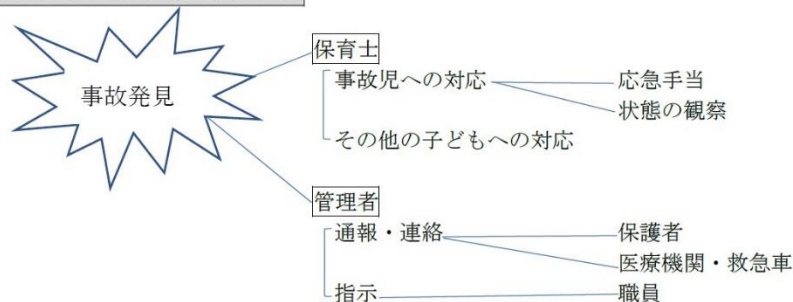 事故発見
保育士
事故児への対応
応急手当
状態の観察
その他の子どもへの対応
管理者
通報・連絡
保護者
医療機関・救急車
指示
職員